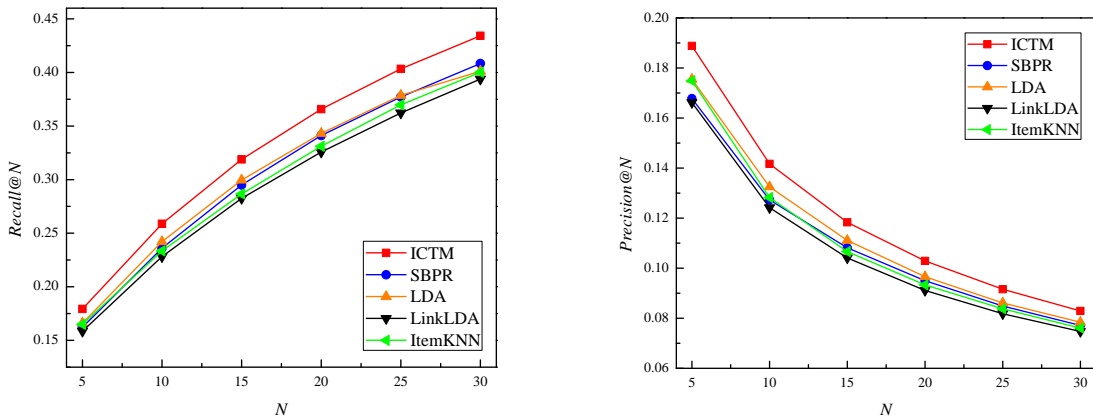 0.45
0.40
0.35
0.30
0.25
0.20
0.15
Recall@N
5 10 15 20 25 30
N
ICTM
SBPR
LDA
LinkLDA
ItemKNN
0.20
0.18
0.16
0.14
0.12
0.10
0.08
0.06
Precision@N
5 10 15 20 25 30
N
ICTM
SBPR
LDA
LinkLDA
ItemKNN